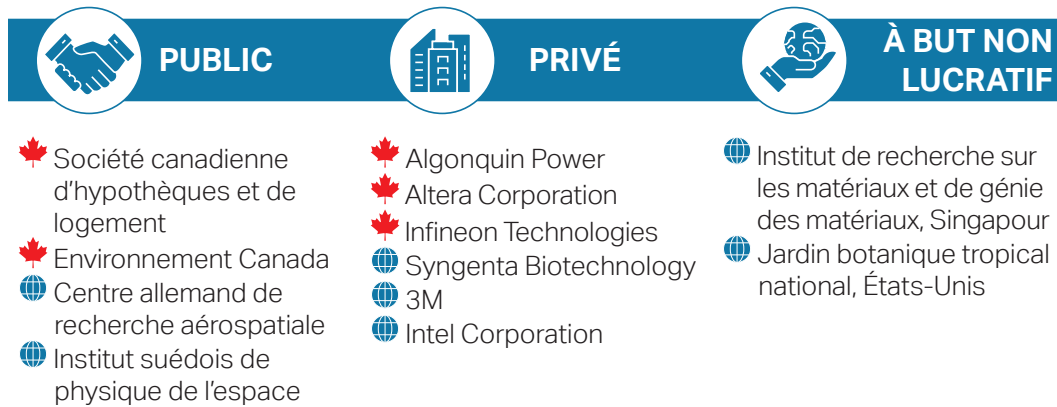 PUBLIC
Société canadienne
d'hypothèques et de
logement
Environnement Canada
Centre allemand de
recherche aérospatiale
Institut suédois de
physique de l'espace
PRIVÉ
Algonquin Power
Altera Corporation
Infineon Technologies
Syngenta Biotechnology
3M
Intel Corporation
À BUT NON
LUCRATIF
Institut de recherche sur
les matériaux et de génie
des matériaux, Singapour
Jardin botanique tropical
national, États-Unis